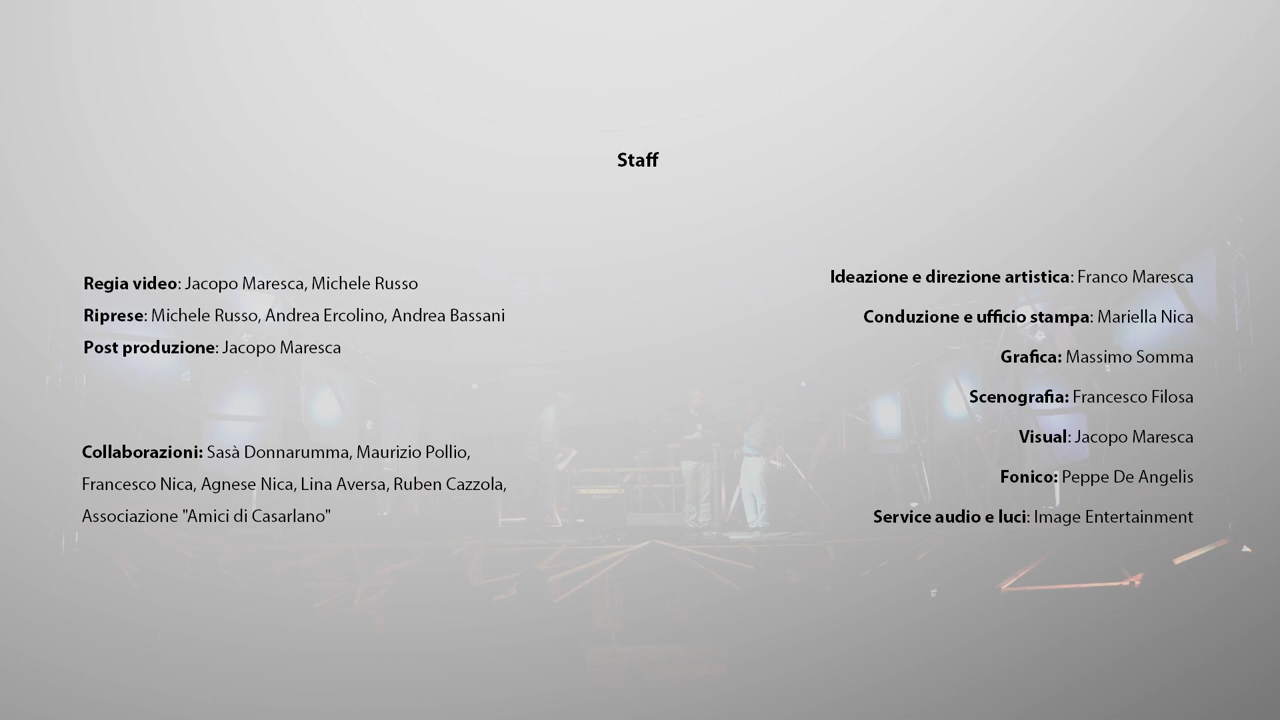 Staff
Regia video: Jacopo Maresca, Michele Russo
Riprese: Michele Russo, Andrea Ercolino, Andrea Bassani
Post produzione: Jacopo Maresca
Collaborazioni: Sasà Donnarumma, Maurizio Pollio,
Francesco Nica, Agnese Nica, Lina Aversa, Ruben Cazzola,
Associazione "Amici di Casarlano"
Ideazione e direzione artistica: Franco Maresca
Conduzione e ufficio stampa: Mariella Nica
Grafica: Massimo Somma
Scenografia: Francesco Filosa
Visual: Jacopo Maresca
Fonico: Peppe De Angelis
Service audio e luci: Image Entertainment